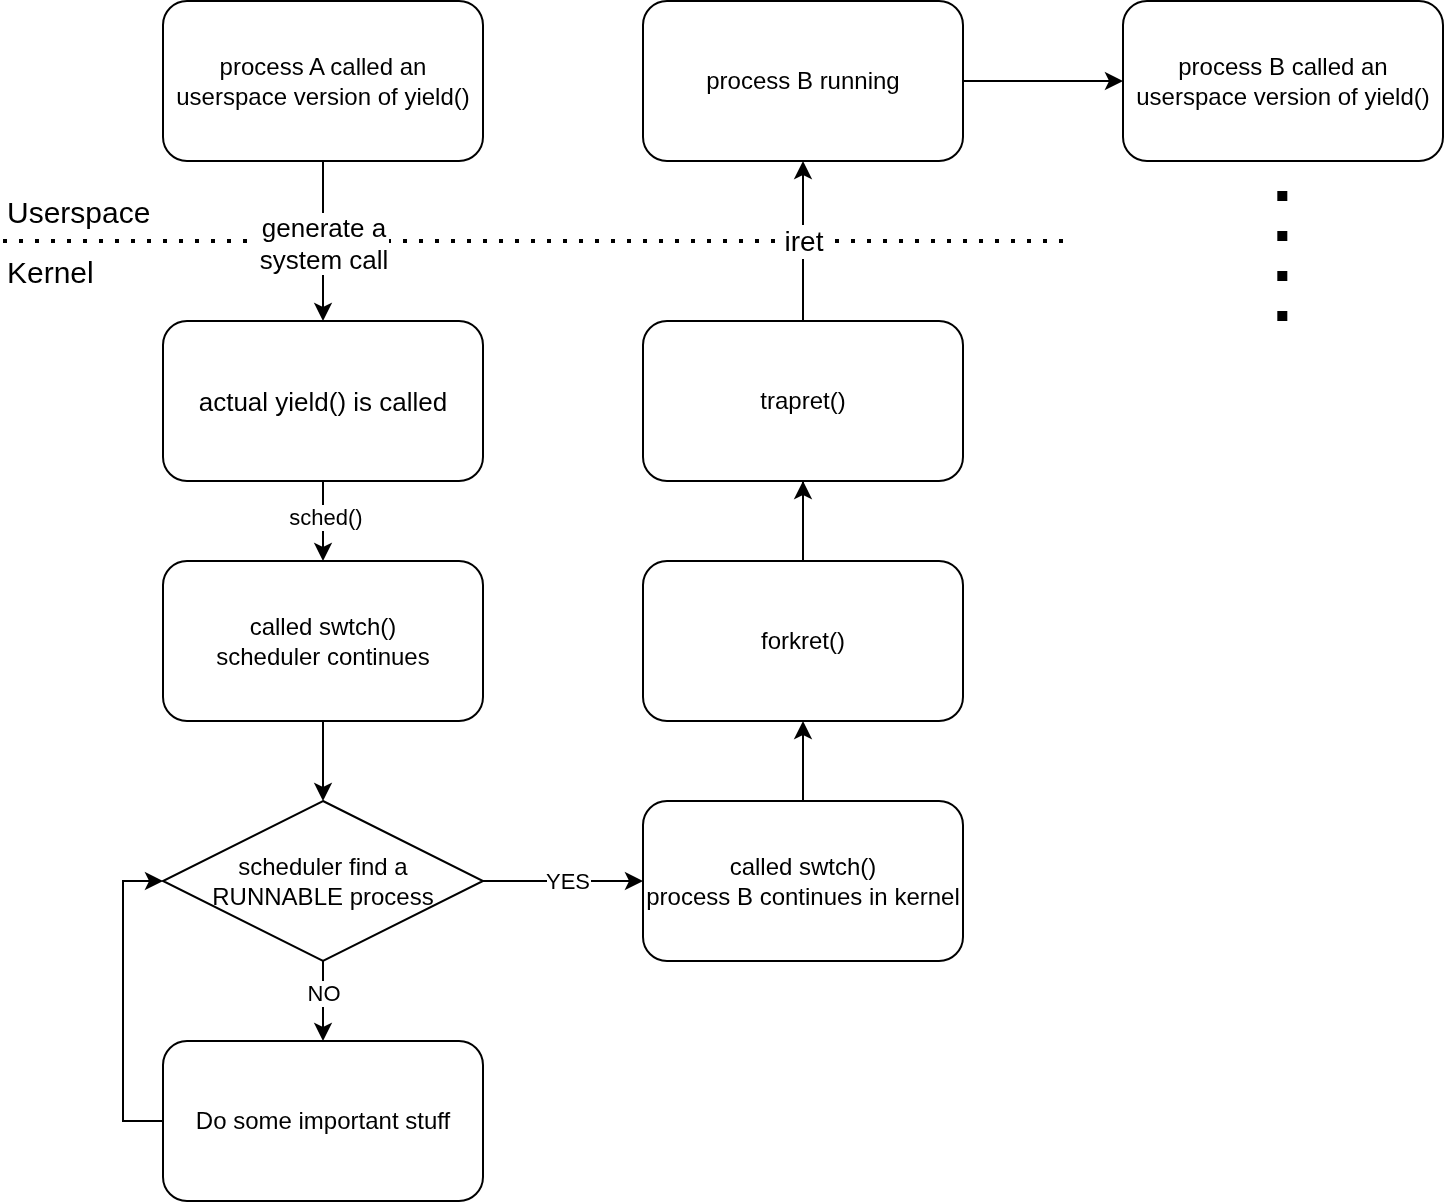 process A called an
userspace version of yield()
process B running
process B called an
userspace version of yield()
Userspace
generate a
system call
iret
Kernel
actual yield() is called
trapret()
sched()
called swtch()
scheduler continues
forkret()
scheduler find a
RUNNABLE process
YES
called swtch()
process B continues in kernel
NO
Do some important stuff